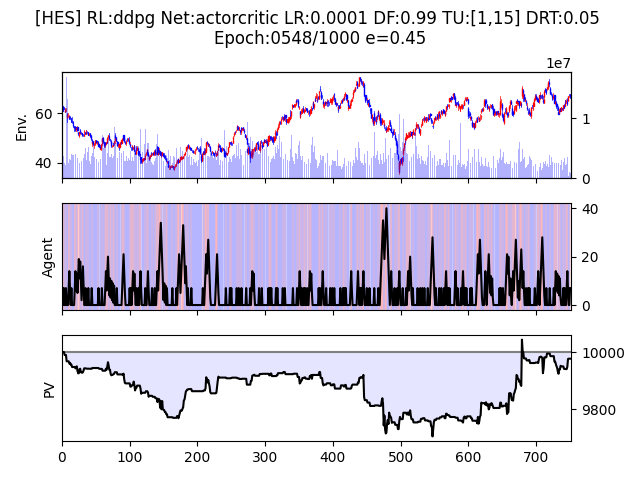 [HES] RL:ddpg Net:actorcritic LR:0.0001 DF:0.99 TU:[1,15] DRT:0.05
Epoch:0548/1000 e=0.45
1e7
Env.
60
40
1
0
Agent
40
20
0
PV
10000
9800
0 100 200 300 400 500 600 700